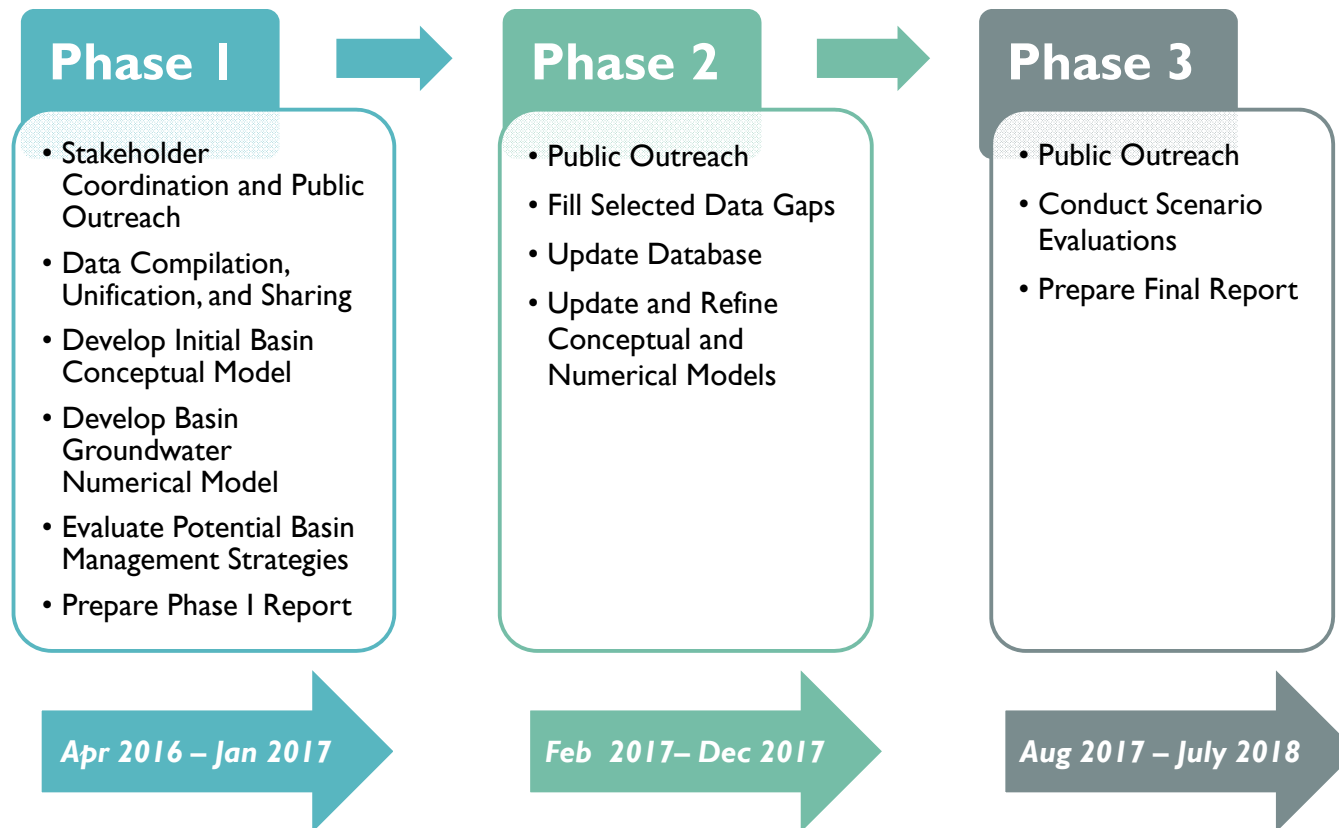 Phase 1
• Stakeholder
Coordination and Public
Outreach
• Data Compilation,
Unification, and Sharing
• Develop Initial Basin
Conceptual Model
• Develop Basin
Groundwater
Numerical Model
• Evaluate Potential Basin
Management Strategies
• Prepare Phase 1 Report
Apr 2016 – Jan 2017
Phase 2
• Public Outreach
• Fill Selected Data Gaps
• Update Database
• Update and Refine
Conceptual and
Numerical Models
Feb 2017– Dec 2017
Phase 3
• Public Outreach
• Conduct Scenario
Evaluations
• Prepare Final Report
Aug 2017 – July 2018